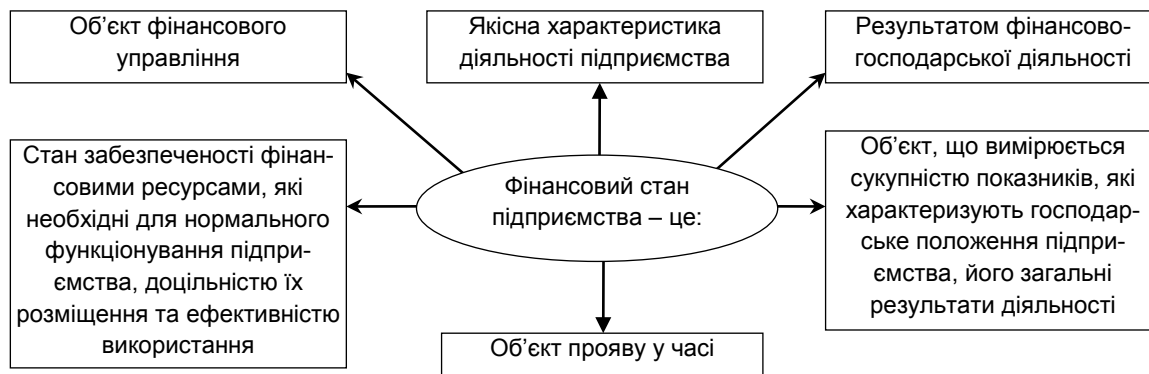 Об’єкт фінансового
управління
Якісна характеристика
діяльності підприємства
Результатом фінансово-
господарської діяльності
Стан забезпеченості фінан-
совими ресурсами, які
необхідні для нормального
функціонування підпри-
ємства, доцільністю їх
розміщення та ефективністю
використання
Фінансовий стан
підприємства – це:
Об’єкт, що вимірюється
сукупністю показників, які
характеризують господар-
ське положення підпри-
ємства, його загальні
результати діяльності
Об’єкт прояву у часі